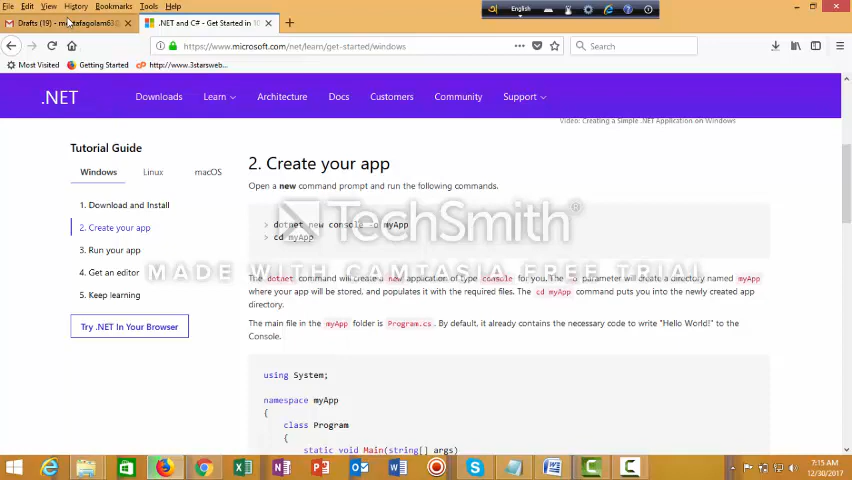 File Edit View History Bookmarks Tools Help
English
Drafts (19) -
.NET and C# - Get Started in 10
https://www.microsoft.com/net/learn/get-started/windows
Search
Most Visited Getting Started http://www.3starsweb...
.NET Downloads Learn Architecture Docs Customers Community Support
Video: Creating a Simple .NET Application on Windows
Tutorial Guide
Windows Linux macOS
1. Download and Install
2. Create your app
3. Run your app
4. Get an editor
5. Keep learning
Try .NET In Your Browser
2. Create your app
Open a new command prompt and run the following commands.
> dotnet new console -o myApp
> cd myApp
TechSmith®
MADE WITH CAMTASIA FREE TRIAL
The dotnet command will create a new application of type console for you. The -o parameter will create a directory named myApp
where your app will be stored, and populates it with the required files. The cd myApp command puts you into the newly created app
directory.
The main file in the myApp folder is Program.cs. By default, it already contains the necessary code to write "Hello World!" to the
Console.
using System;
namespace myApp
{
class Program
{
static void Main(string[] args)
7:15 AM
12/30/2017